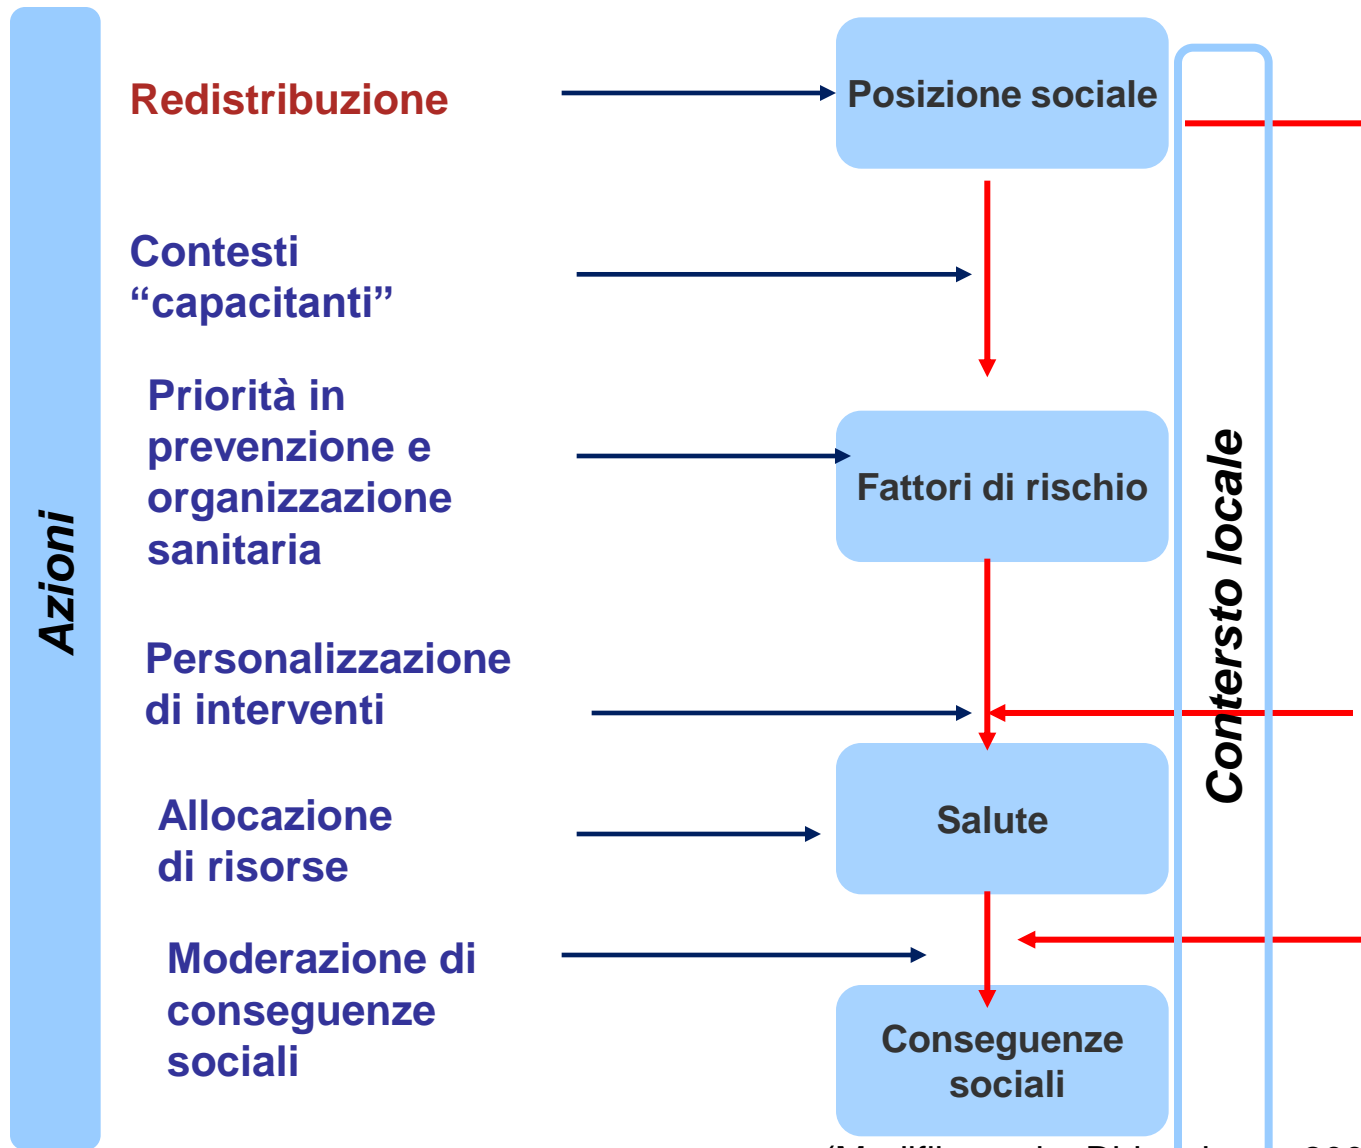 Azioni
Redistribuzione
Posizione sociale
Contesti
“capacitanti”
Priorità in
prevenzione e
organizzazione
sanitaria
Fattori di rischio
Contersto locale
Personalizzazione
di interventi
Allocazione
di risorse
Salute
Moderazione di
conseguenze
sociali
Conseguenze
sociali